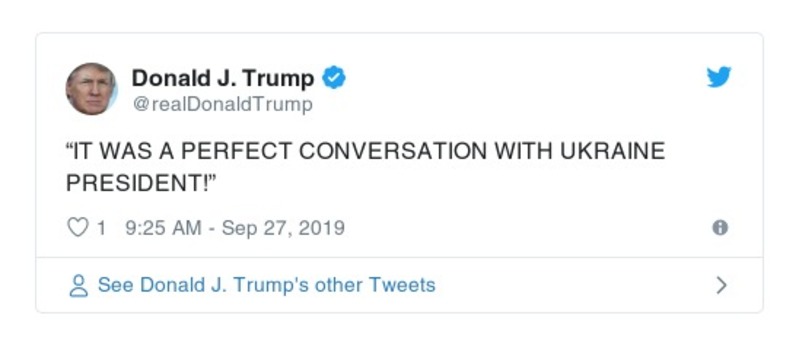 Donald J. Trump
@realDonaldTrump
“IT WAS A PERFECT CONVERSATION WITH UKRAINE
PRESIDENT!”
1 9:25 AM - Sep 27, 2019
See Donald J. Trump's other Tweets